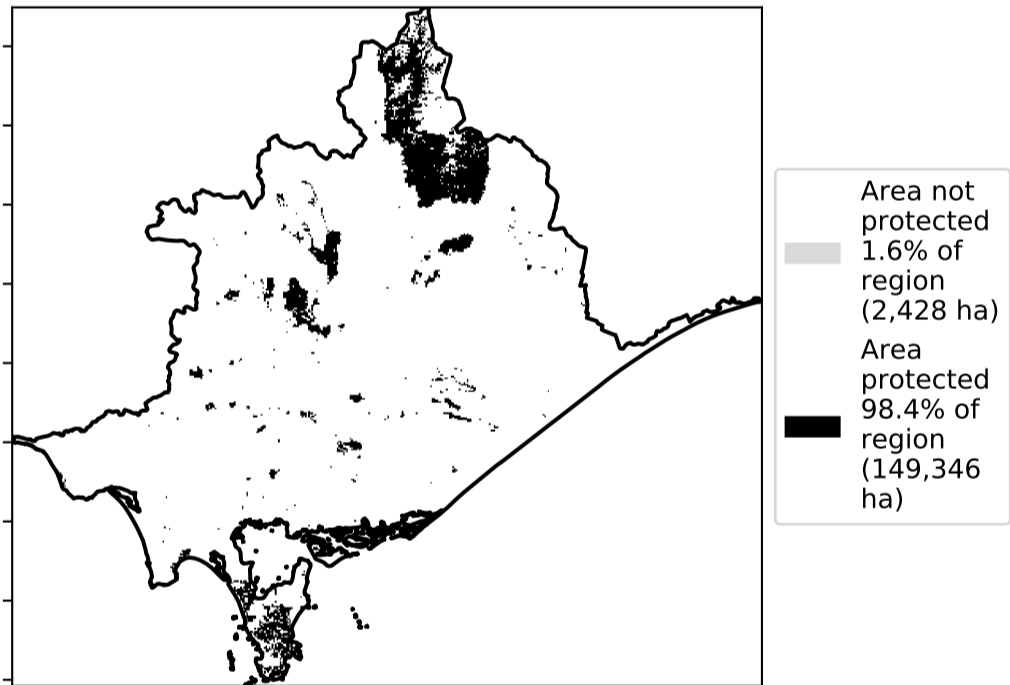 Area not
protected
1.6% of
region
(2,428 ha)
Area
protected
98.4% of
region
(149,346
ha)